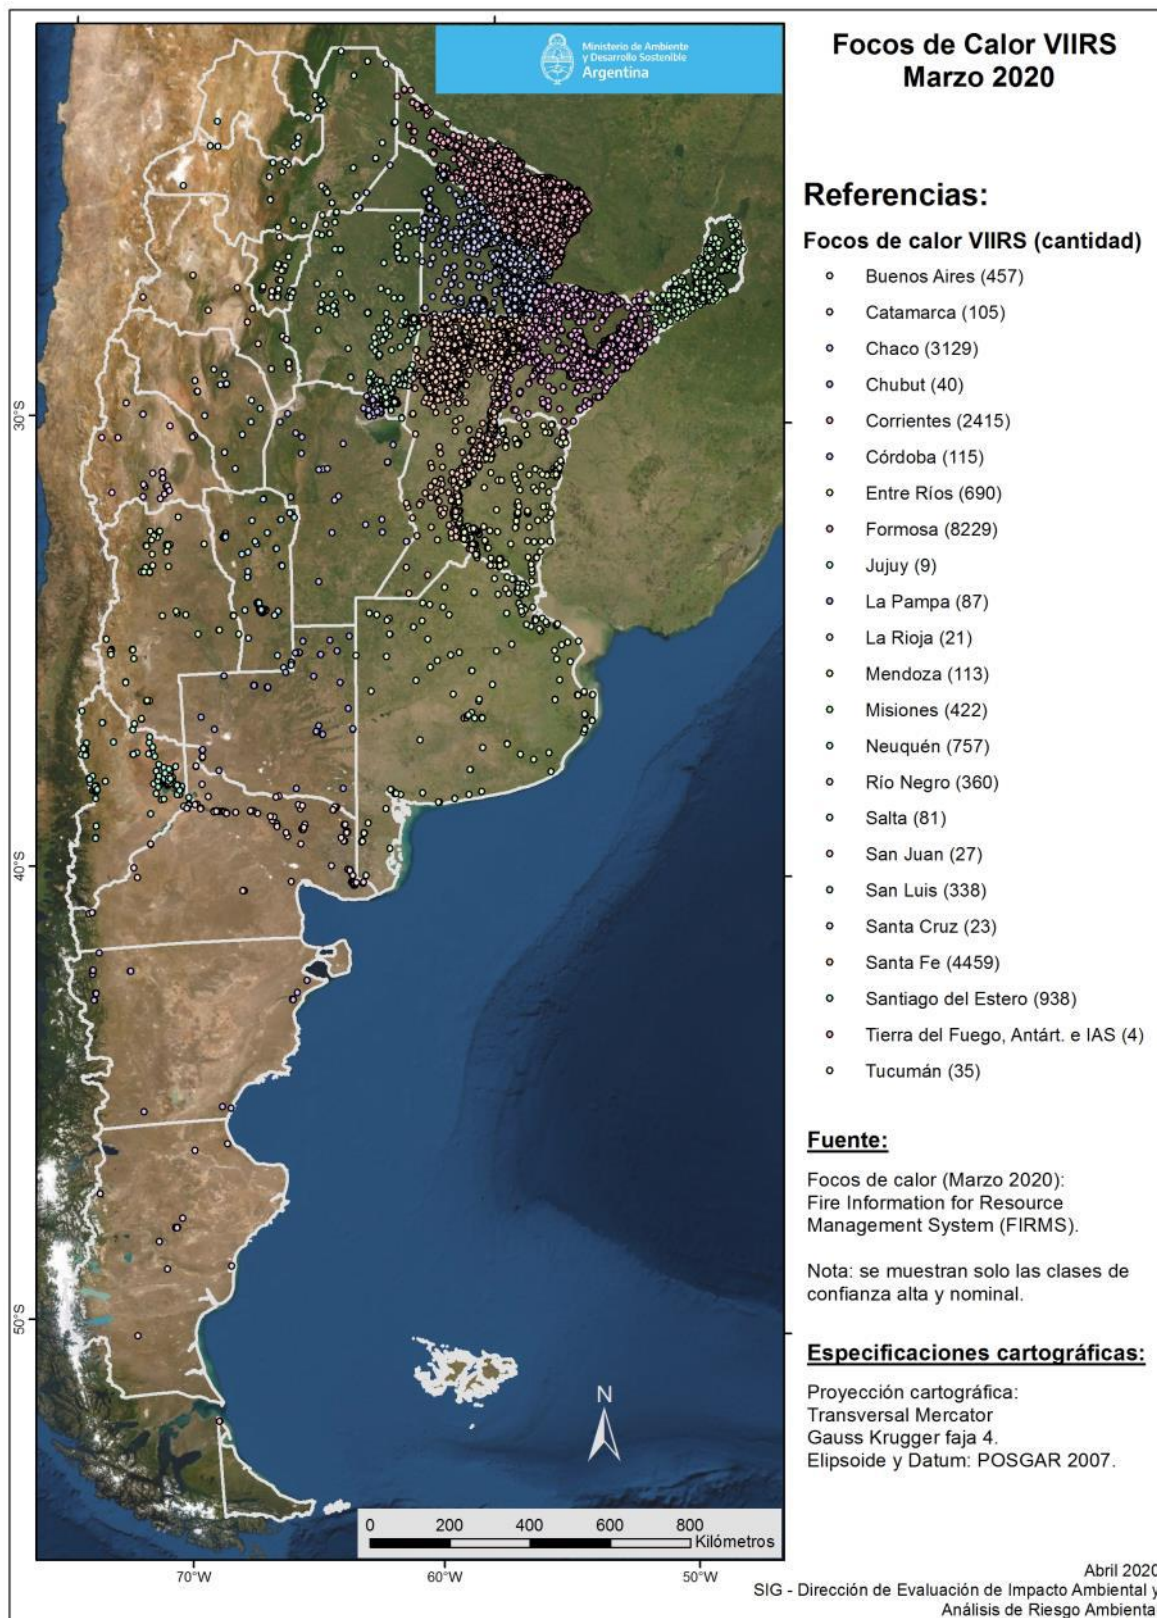 Ministerio de Ambiente
y Desarrollo Sostenible
Argentina
Focos de Calor VIIRS
Marzo 2020
Referencias:
Focos de calor VIIRS (cantidad)
Buenos Aires (457)
Catamarca (105)
Chaco (3129)
Chubut (40)
Corrientes (2415)
Córdoba (115)
Entre Ríos (690)
Formosa (8229)
Jujuy (9)
La Pampa (87)
La Rioja (21)
Mendoza (113)
Misiones (422)
Neuquén (757)
Río Negro (360)
Salta (81)
San Juan (27)
San Luis (338)
Santa Cruz (23)
Santa Fe (4459)
Santiago del Estero (938)
Tierra del Fuego, Antárt. e IAS (4)
Tucumán (35)
Fuente:
Focos de calor (Marzo 2020):
Fire Information for Resource
Management System (FIRMS).
Nota: se muestran solo las clases de
confianza alta y nominal.
Especificaciones cartográficas:
Proyección cartográfica:
Transversal Mercator
Gauss Krugger faja 4.
Elipsoide y Datum: POSGAR 2007.
30°S
40°S
50°S
N
0 200 400 600 800
Kilómetros
70°W 60°W 50°W
Abril 2020
SIG - Dirección de Evaluación de Impacto Ambiental y
Análisis de Riesgo Ambiental